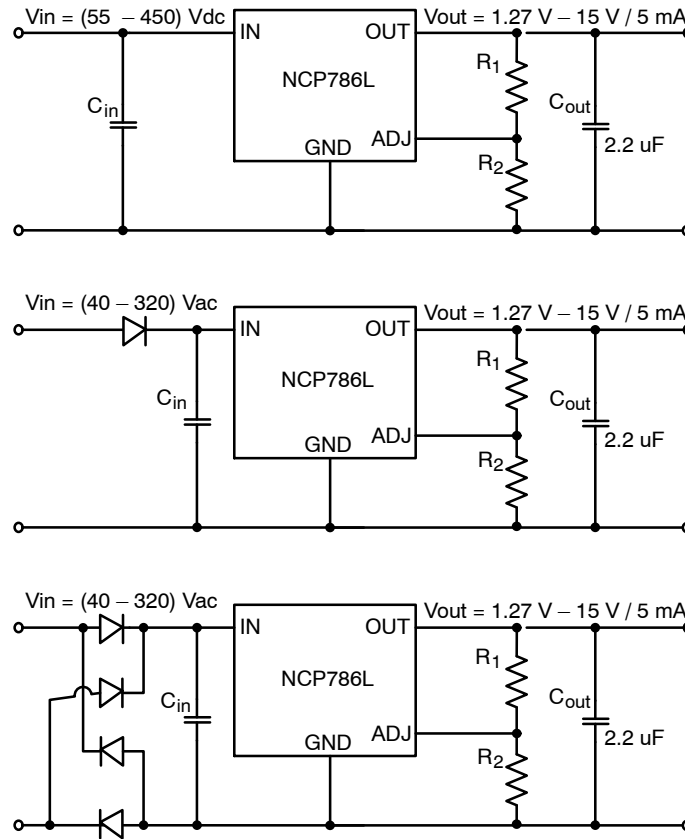 Vin = (55 – 450) Vdc
Vout = 1.27 V – 15 V / 5 mA
IN
OUT
R1
NCP786L
Cin
Cout
ADJ
2.2 uF
GND
R2
Vin = (40 – 320) Vac
Vout = 1.27 V – 15 V / 5 mA
IN
OUT
R1
NCP786L
Cin
Cout
ADJ
2.2 uF
GND
R2
Vin = (40 – 320) Vac
Vout = 1.27 V – 15 V / 5 mA
IN
OUT
R1
NCP786L
Cin
Cout
ADJ
2.2 uF
GND
R2